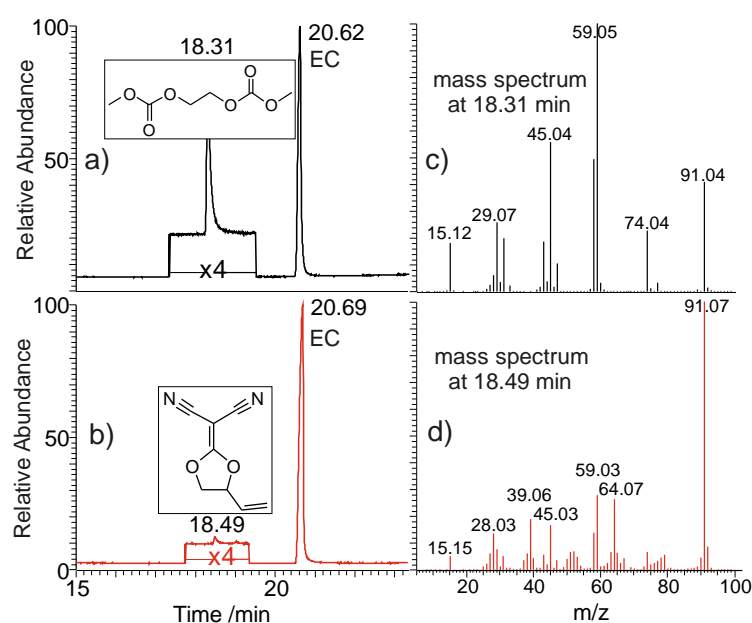 100
50
0
Relative Abundance
a)
18.31
O
O
O
O
O
O
x4
20.62
EC
c)
mass spectrum
at 18.31 min
15.12
29.07
45.04
59.05
74.04
91.04
100
50
0
Relative Abundance
b)
N
N
O
O
18.49
x4
20.69
EC
15
20
Time /min
d)
mass spectrum
at 18.49 min
15.15
28.03
39.06
45.03
59.03
64.07
91.07
20
40
60
80
100
m/z